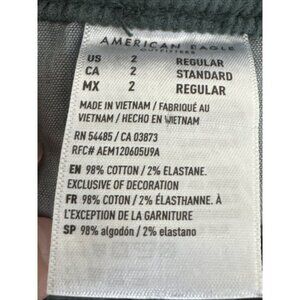 AMERICAN EAGLE
OUTFITTERS
US 2 REGULAR
CA 2 STANDARD
MX 2 REGULAR
MADE IN VIETNAM / FABRIQUÉ AU
VIETNAM / HECHO EN VIETNAM
RN 54485 / CA 03873
RFC# AEM120605U9A
EN 98% COTTON / 2% ELASTANE.
EXCLUSIVE OF DECORATION
FR 98% COTON / 2% ÉLASTHANNE. À
L'EXCEPTION DE LA GARNITURE
SP 98% algodón / 2% elastano